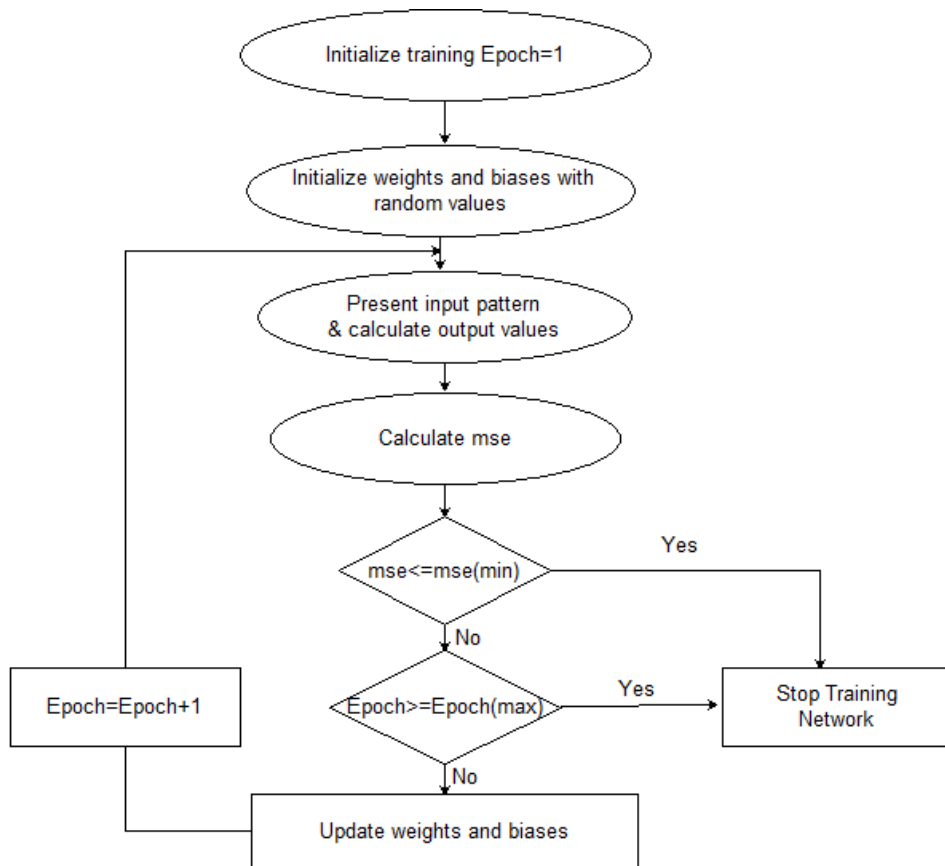 Initialize training Epoch=1
Initialize weights and biases with
random values
Present input pattern
& calculate output values
Calculate mse
mse<=mse(min)
Yes
No
Epoch>=Epoch(max)
Yes
Stop Training
Network
Epoch=Epoch+1
No
Update weights and biases